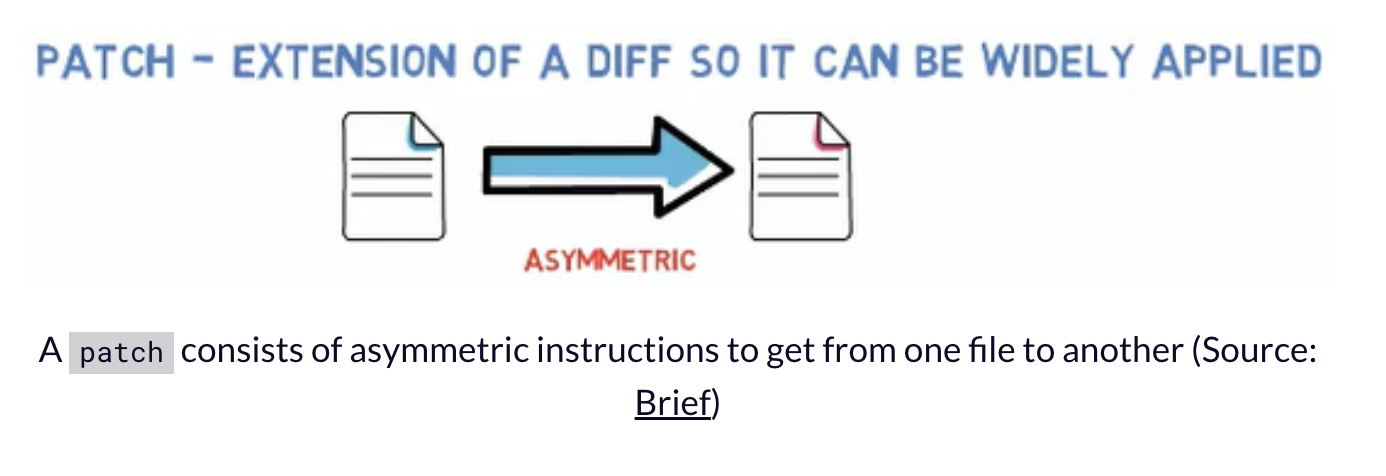 PATCH - EXTENSION OF A DIFF SO IT CAN BE WIDELY APPLIED
ASYMMETRIC
A patch consists of asymmetric instructions to get from one file to another (Source:
Brief)